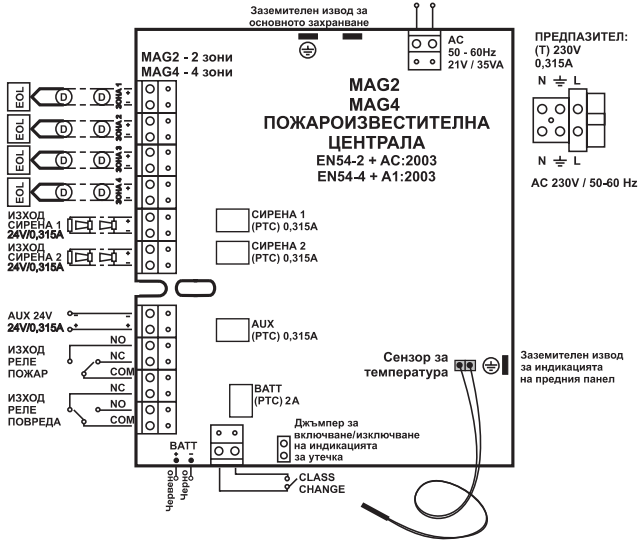 Заземителен извод за
основното захранване
AC
50 - 60Hz
21V / 35VA
ПРЕДПАЗИТЕЛ:
(T) 230V
0,315A
N L
N L
AC 230V / 50-60 Hz
MAG2 - 2 зони
MAG4 - 4 зони
MAG2
MAG4
ПОЖАРОИЗВЕСТИТЕЛНА
ЦЕНТРАЛА
EN54-2 + AC:2003
EN54-4 + A1:2003
EOL D D ЗОНА 1 - +
EOL D D ЗОНА 2 - +
EOL D D ЗОНА 3 - +
EOL D D ЗОНА 4 - +
ИЗХОД
СИРЕНА 1
24V/0,315A
ИЗХОД
СИРЕНА 2
24V/0,315A
СИРЕНА 1
(PTC) 0,315A
СИРЕНА 2
(PTC) 0,315A
AUX 24V
24V/0,315A
ИЗХОД
РЕЛЕ
ПОЖАР
NO
NC
COM
ИЗХОД
РЕЛЕ
ПОВРЕДА
NC
NO
COM
AUX
(PTC) 0,315A
BATT
(PTC) 2A
Сензор за
температура
Заземителен извод
за индикацията
на предния панел
Джъмпер за
включване/изключване
на индикацията
за утечка
BATT
+ -
Червено
Черно
CLASS
CHANGE